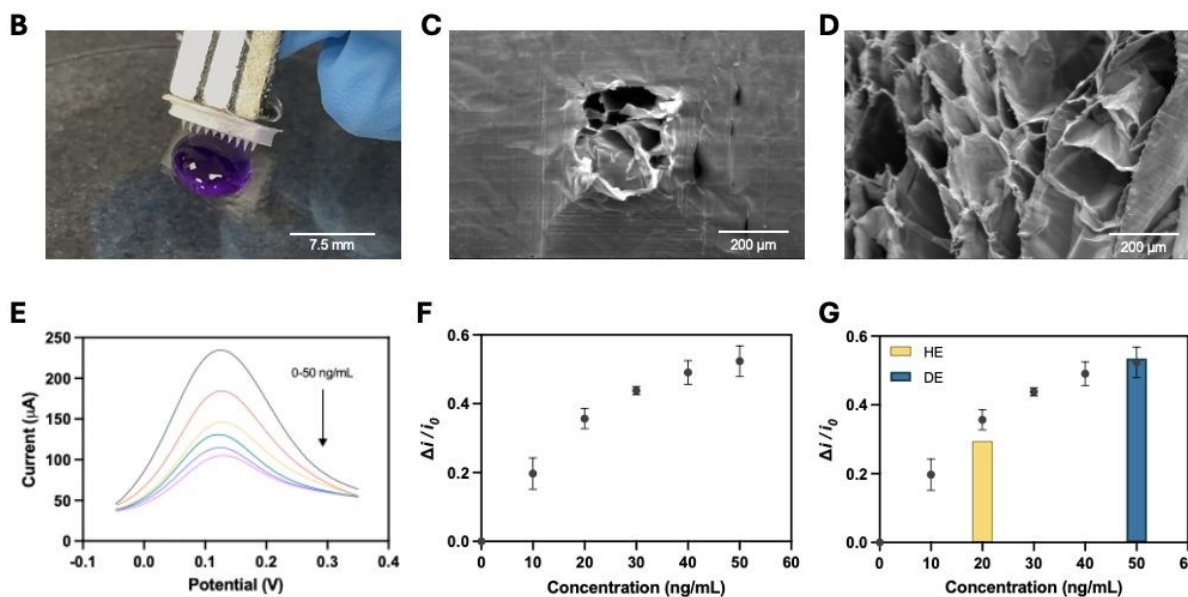 B
C
D
7.5 mm
200 µm
200 µm
E
F
G
250
200
150
100
50
0
Current (µA)
0-50 ng/mL
-0.1
0.0
0.1
0.2
0.3
0.4
Potential (V)
0.6
0.4
0.2
0.0
Δi / i0
0
10
20
30
40
50
60
Concentration (ng/mL)
0.6
0.4
0.2
0.0
Δi / i0
HE
DE
0
10
20
30
40
50
60
Concentration (ng/mL)